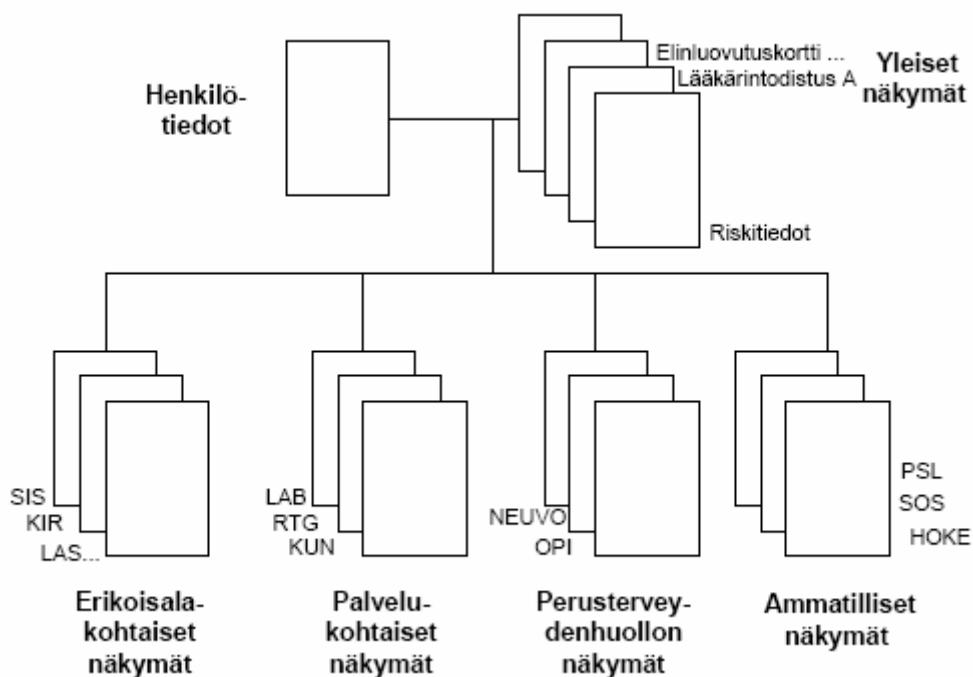 Henkilö-
tiedot
Elinluovutuskortti ...
Lääkärintodistus A
Yleiset
näkymät
Riskitiedot
SIS
KIR
LAS...
LAB
RTG
KUN
NEUVO
OPI
PSL
SOS
HOKE
Erikoisala-
kohtaiset
näkymät
Palvelu-
kohtaiset
näkymät
Perustervey-
denhuollon
näkymät
Ammatilliset
näkymät